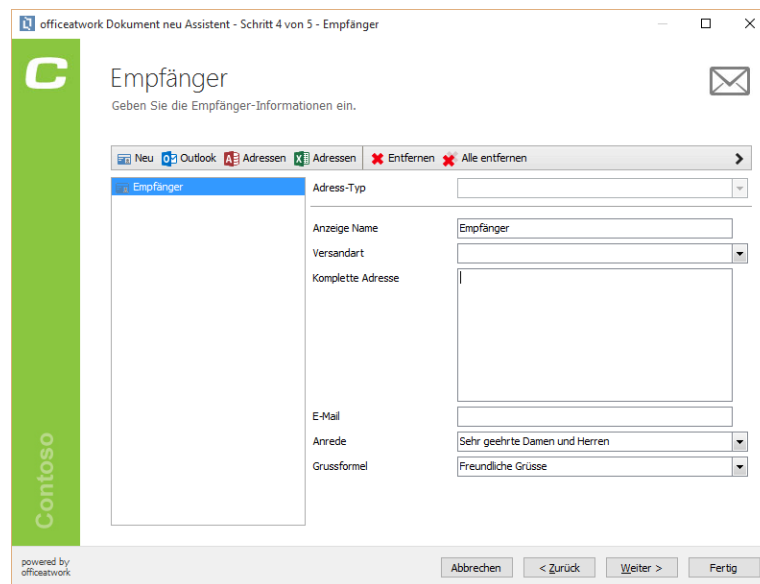 officeatwork Dokument neu Assistent - Schritt 4 von 5 - Empfänger
C
Empfänger
Geben Sie die Empfänger-Informationen ein.
Neu Outlook Adressen Adressen Entfernen Alle entfernen
Empfänger
Adress-Typ
Anzeige Name Empfänger
Versandart
Komplette Adresse
E-Mail
Anrede Sehr geehrte Damen und Herren
Grussformel Freundliche Grüsse
Contoso
powered by
officeatwork
Abbrechen < Zurück Weiter > Fertig